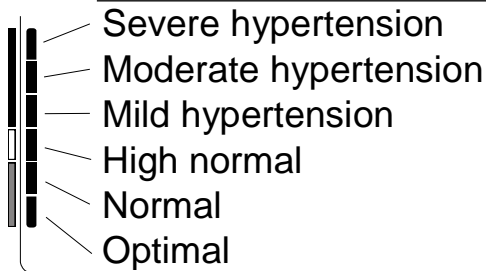 Severe hypertension
Moderate hypertension
Mild hypertension
High normal
Normal
Optimal